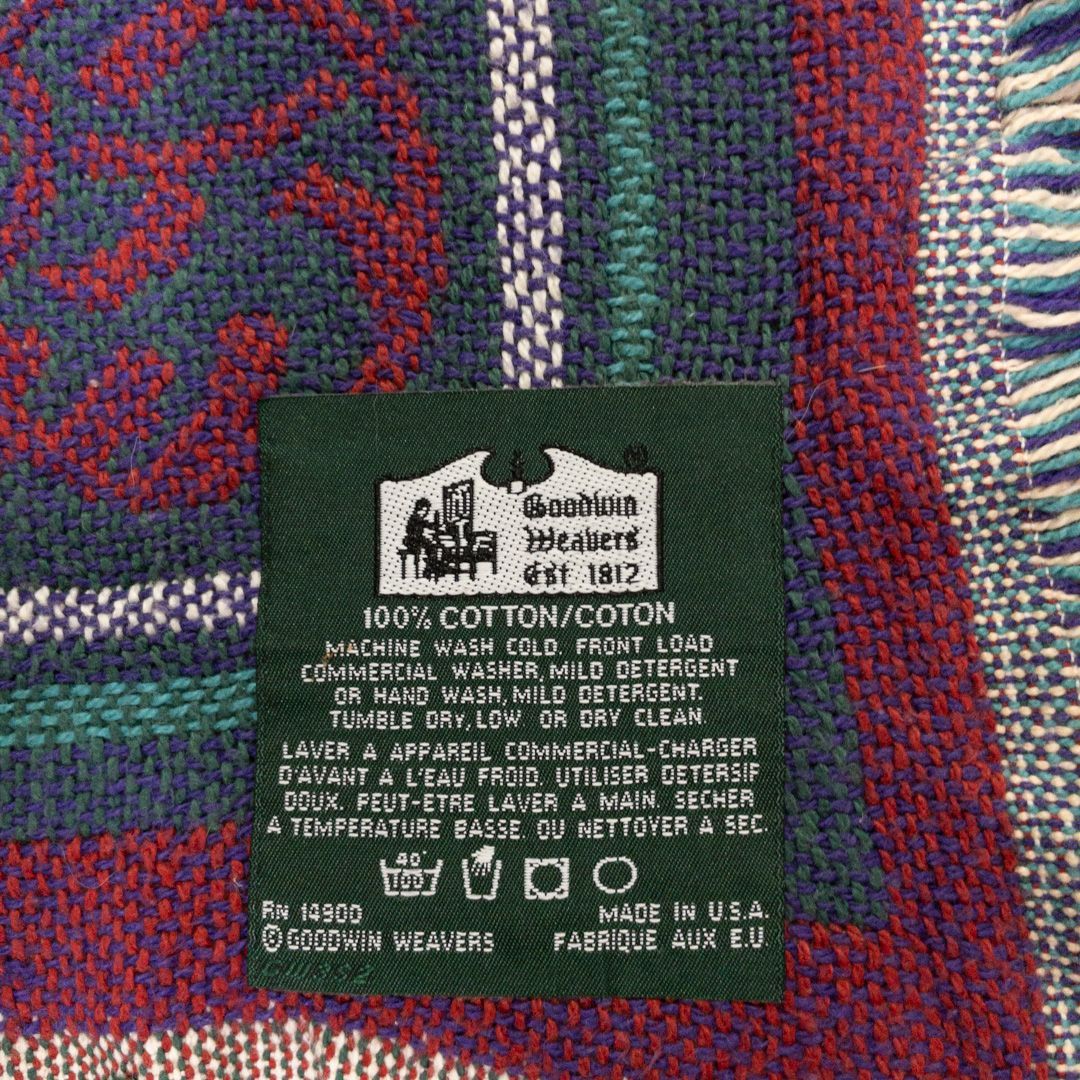 Goodwin
Weavers
Est 1812
®
100% COTTON/COTON
MACHINE WASH COLD. FRONT LOAD
COMMERCIAL WASHER, MILD DETERGENT
OR HAND WASH, MILD DETERGENT.
TUMBLE DRY, LOW OR DRY CLEAN.
LAVER A APPAREIL COMMERCIAL-CHARGER
D'AVANT A L'EAU FROID. UTILISER DETERSIF
DOUX. PEUT-ETRE LAVER A MAIN. SECHER
A TEMPERATURE BASSE. OU NETTOYER A SEC.
40°
100
RN 14900 MADE IN U.S.A.
© GOODWIN WEAVERS FABRIQUE AUX E.U